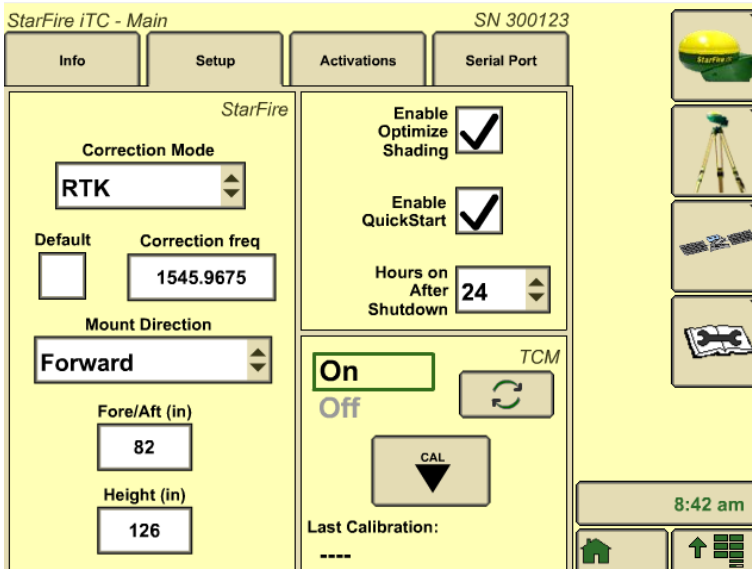 StarFire iTC - Main
SN 300123
Info
Setup
Activations
Serial Port
StarFire
Correction Mode
RTK
Default
Correction freq
1545.9675
Mount Direction
Forward
Fore/Aft (in)
82
Height (in)
126
Enable
Optimize
Shading
Enable
QuickStart
Hours on
After
Shutdown
24
TCM
On
Off
CAL
Last Calibration:
----
StarFire
8:42 am